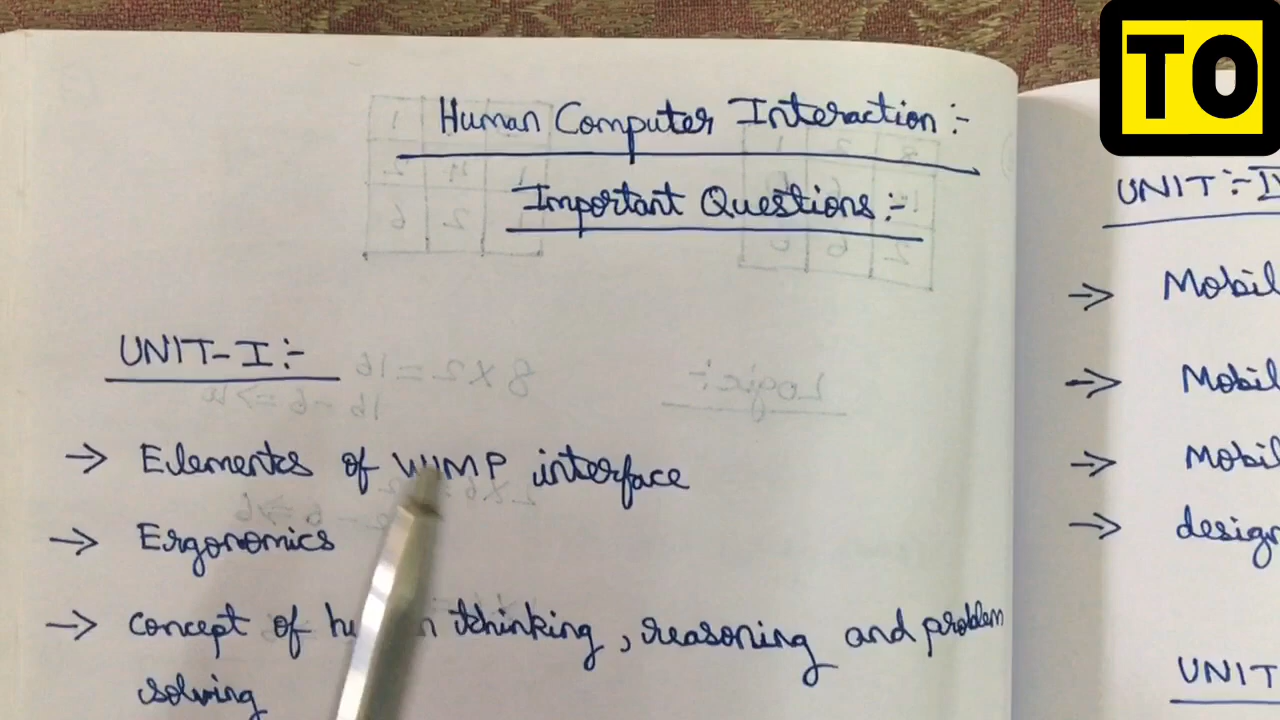 TO
Human Computer Interaction :-
Important Questions :-
UNIT-I :-
→ Elements of WIMP interface
→ Ergonomics
→ concept of human thinking, reasoning and problem
solving
UNIT :-
→ Mobil
→ Mobil
→ Mobil
→ design
UNIT